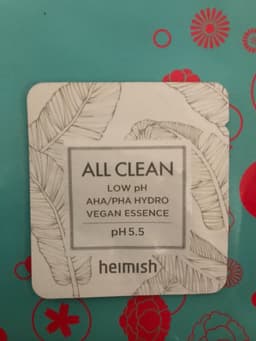 ALL CLEAN
LOW pH
AHA/PHA HYDRO
VEGAN ESSENCE
pH 5.5
heimish